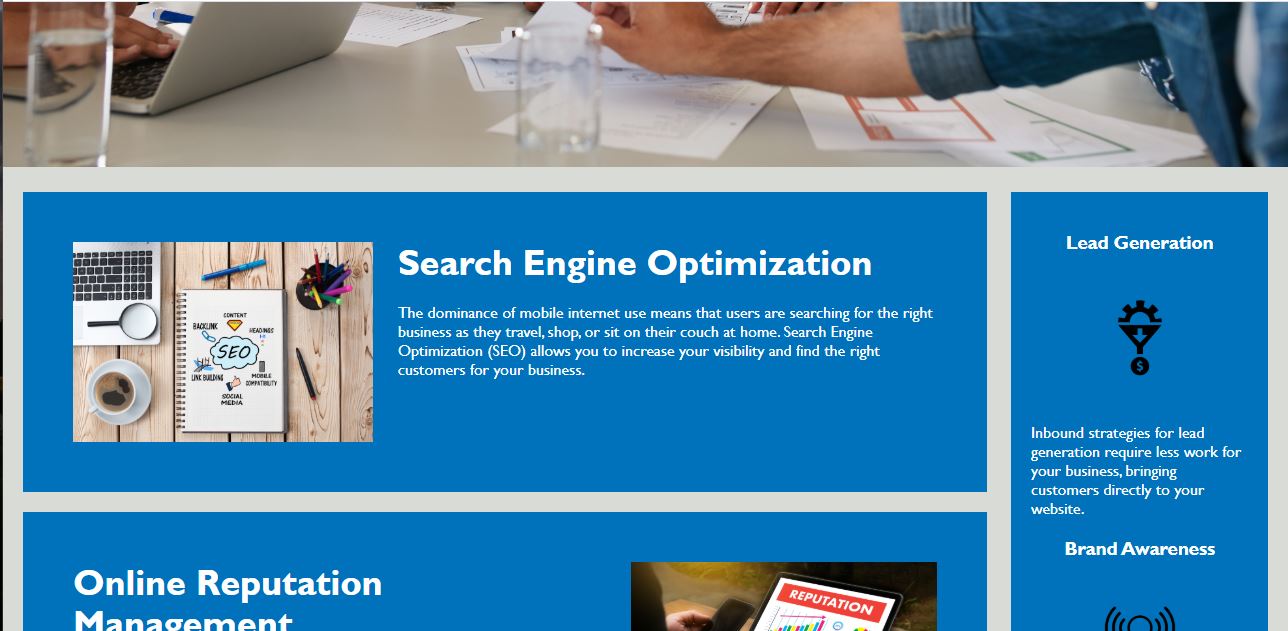 Search Engine Optimization
The dominance of mobile internet use means that users are searching for the right
business as they travel, shop, or sit on their couch at home. Search Engine
Optimization (SEO) allows you to increase your visibility and find the right
customers for your business.
CONTENT
BACKLINK
HEADINGS
SEO
LINK BUILDING
MOBILE
COMPATIBILITY
SOCIAL
MEDIA
Online Reputation
Management
REPUTATION
Lead Generation
$
Inbound strategies for lead
generation require less work for
your business, bringing
customers directly to your
website.
Brand Awareness